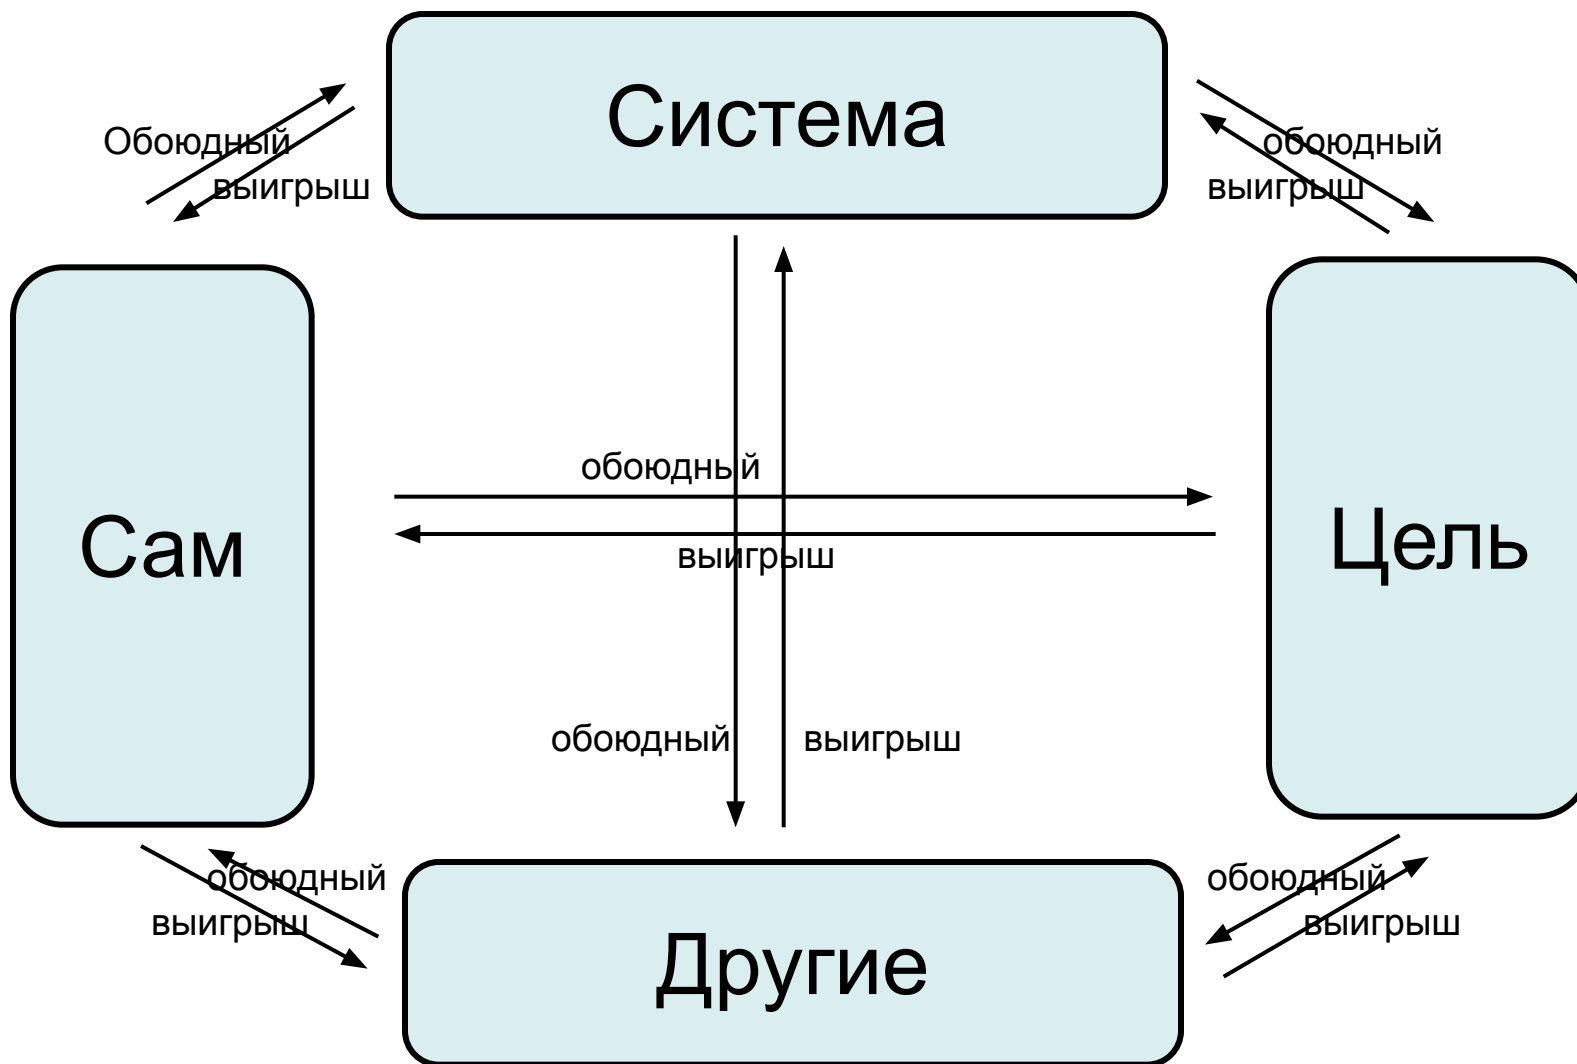 Система
Обоюдный
выигрыш
обоюдный
выигрыш
обоюдный
выигрыш
Сам
Цель
обоюдный
выигрыш
обоюдный
выигрыш
обоюдный
выигрыш
Другие